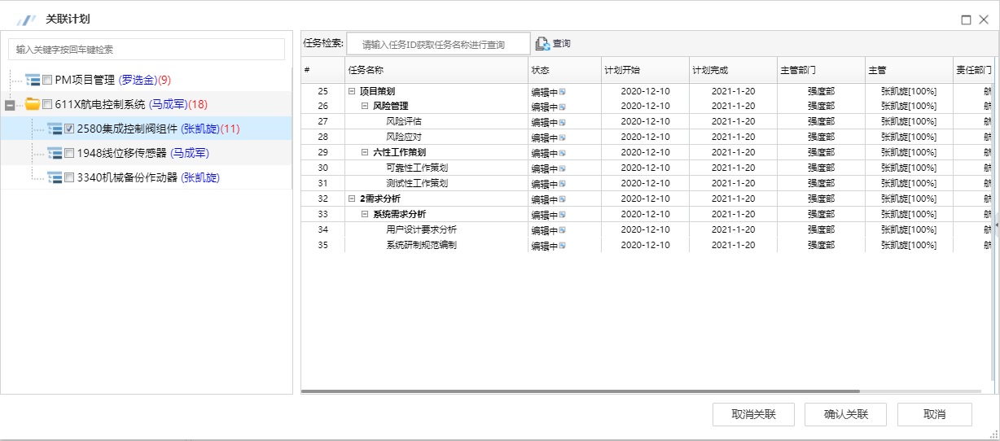 关联计划
输入关键字按回车键检索
PM项目管理 (罗选金)(9)
611X航电控制系统 (马成军)(18)
2580集成控制阀组件 (张凯旋)(11)
1948线位移传感器 (马成军)
3340机械备份作动器 (张凯旋)
任务检索: 请输入任务ID获取任务名称进行查询 查询
# 任务名称 状态 计划开始 计划完成 主管部门 主管 责任部门
25 项目策划 编辑中 2020-12-10 2021-1-20 强度部 张凯旋[100%] 航
26 风险管理 编辑中 2020-12-10 2021-1-20 强度部 张凯旋[100%] 航
27 风险评估 编辑中 2020-12-10 2021-1-20 强度部 张凯旋[100%] 航
28 风险应对 编辑中 2020-12-10 2021-1-20 强度部 张凯旋[100%] 航
29 六性工作策划 编辑中 2020-12-10 2021-1-20 强度部 张凯旋[100%] 航
30 可靠性工作策划 编辑中 2020-12-10 2021-1-20 强度部 张凯旋[100%] 航
31 测试性工作策划 编辑中 2020-12-10 2021-1-20 强度部 张凯旋[100%] 航
32 2需求分析 编辑中 2020-12-10 2021-1-20 强度部 张凯旋[100%] 航
33 系统需求分析 编辑中 2020-12-10 2021-1-20 强度部 张凯旋[100%] 航
34 用户设计要求分析 编辑中 2020-12-10 2021-1-20 强度部 张凯旋[100%] 航
35 系统研制规范编制 编辑中 2020-12-10 2021-1-20 强度部 张凯旋[100%] 航
取消关联 确认关联 取消